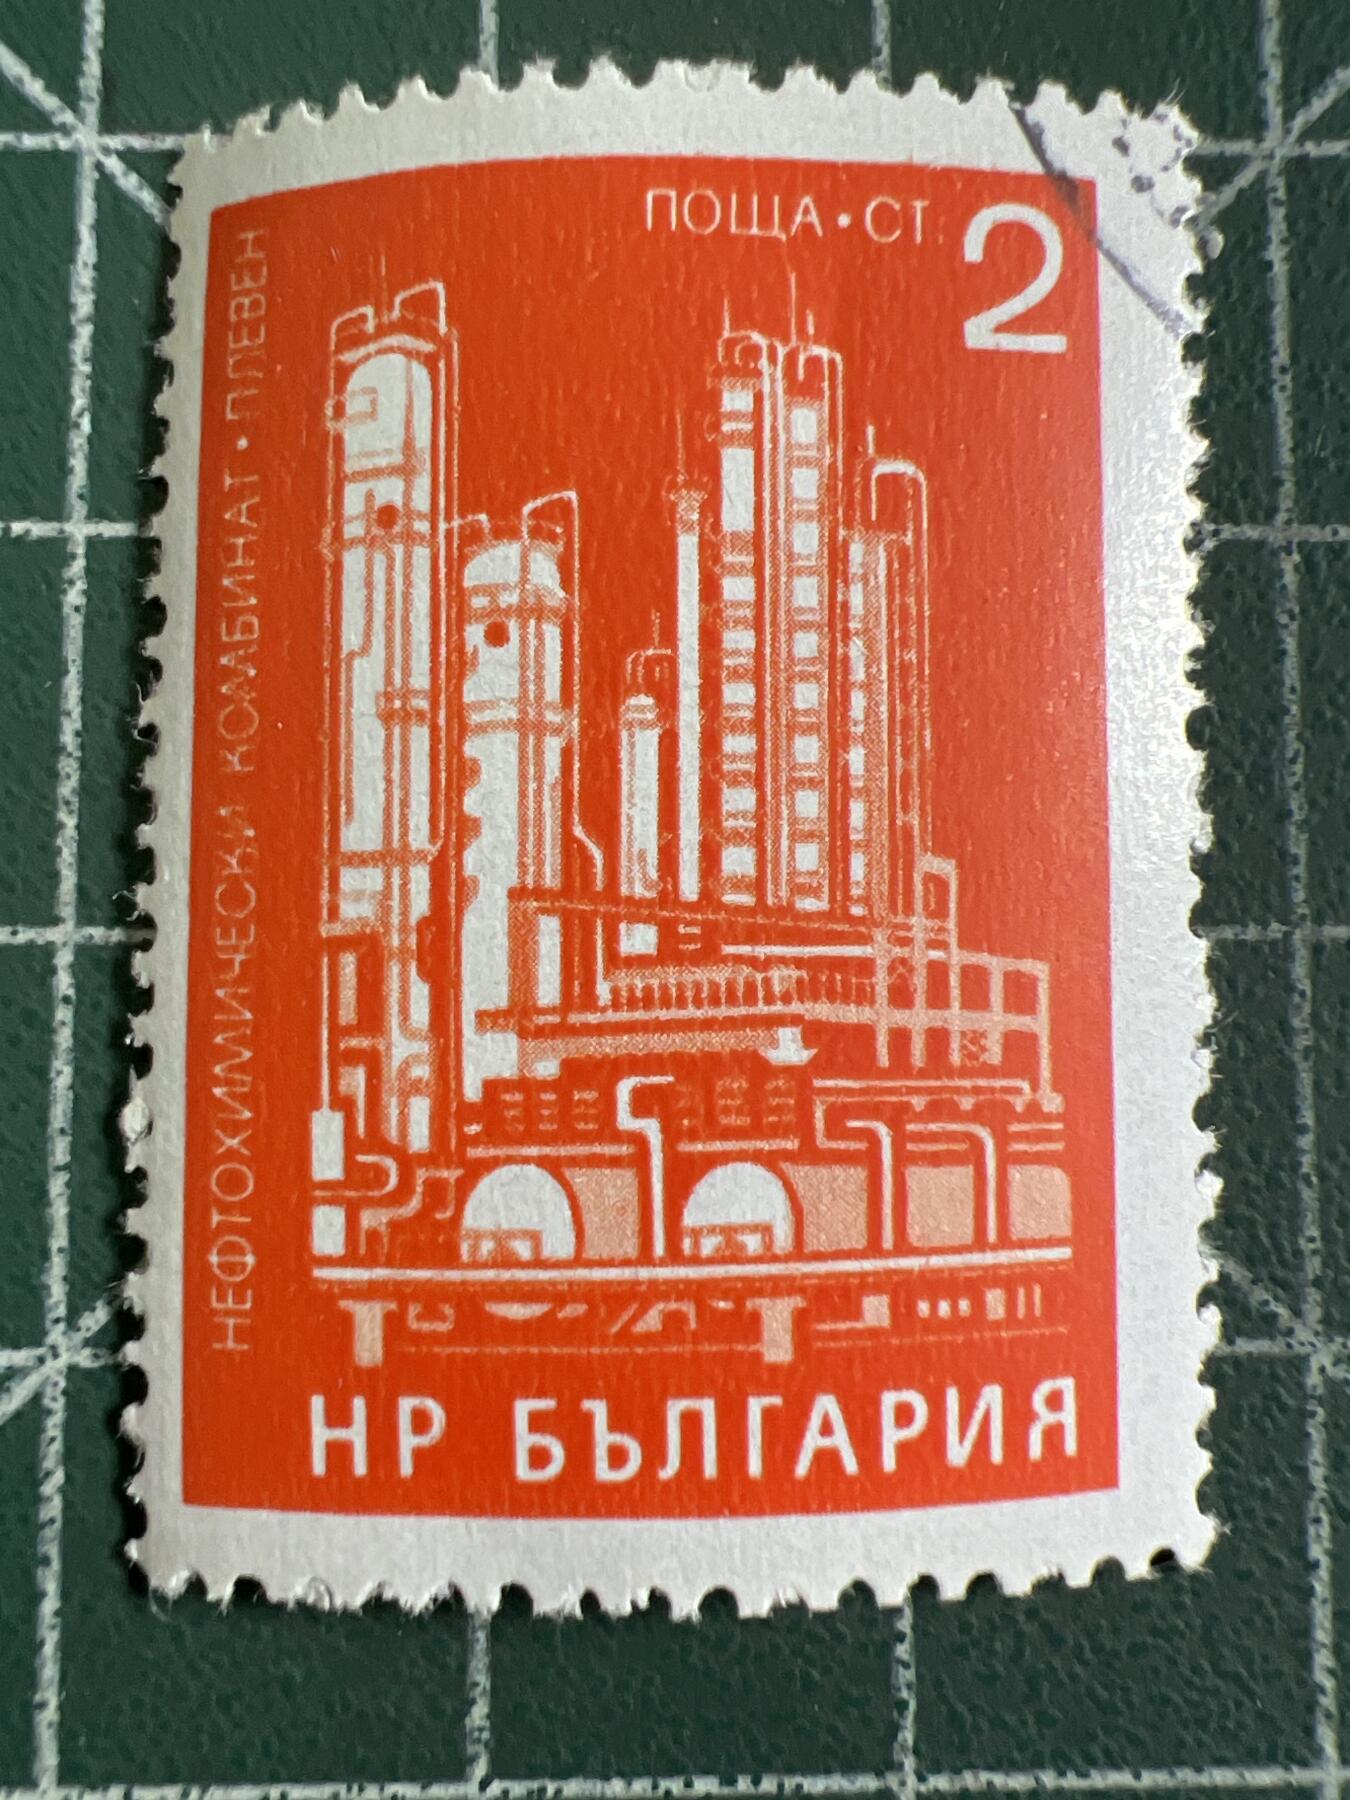 ПОЩА · СТ. 2
НЕФТОХИМИЧЕСКИ КОМБИНАТ · ПЛЕВЕН
НР БЪЛГАРИЯ